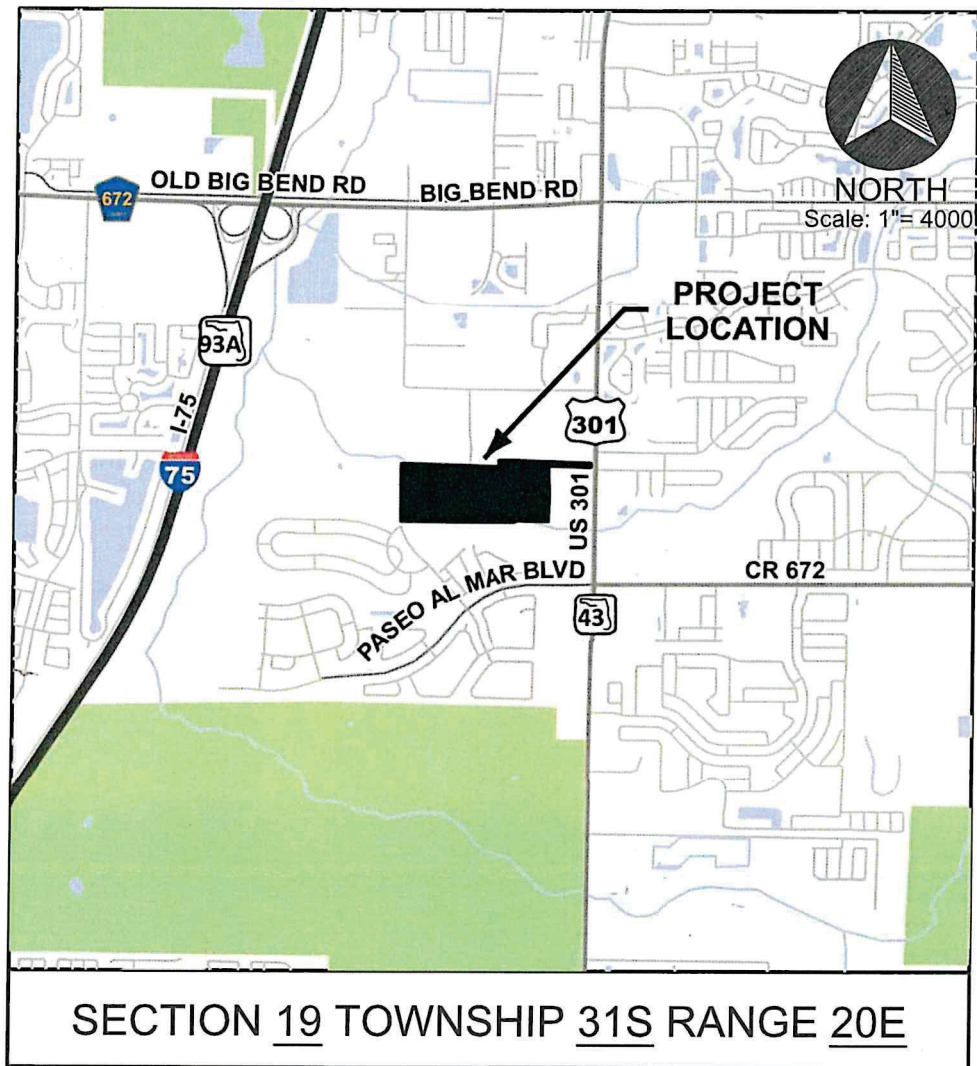 NORTH
Scale: 1"= 4000
672
OLD BIG BEND RD
BIG BEND RD
PROJECT
LOCATION
93A
I-75
75
301
US 301
PASEO AL MAR BLVD
CR 672
43
SECTION 19 TOWNSHIP 31S RANGE 20E